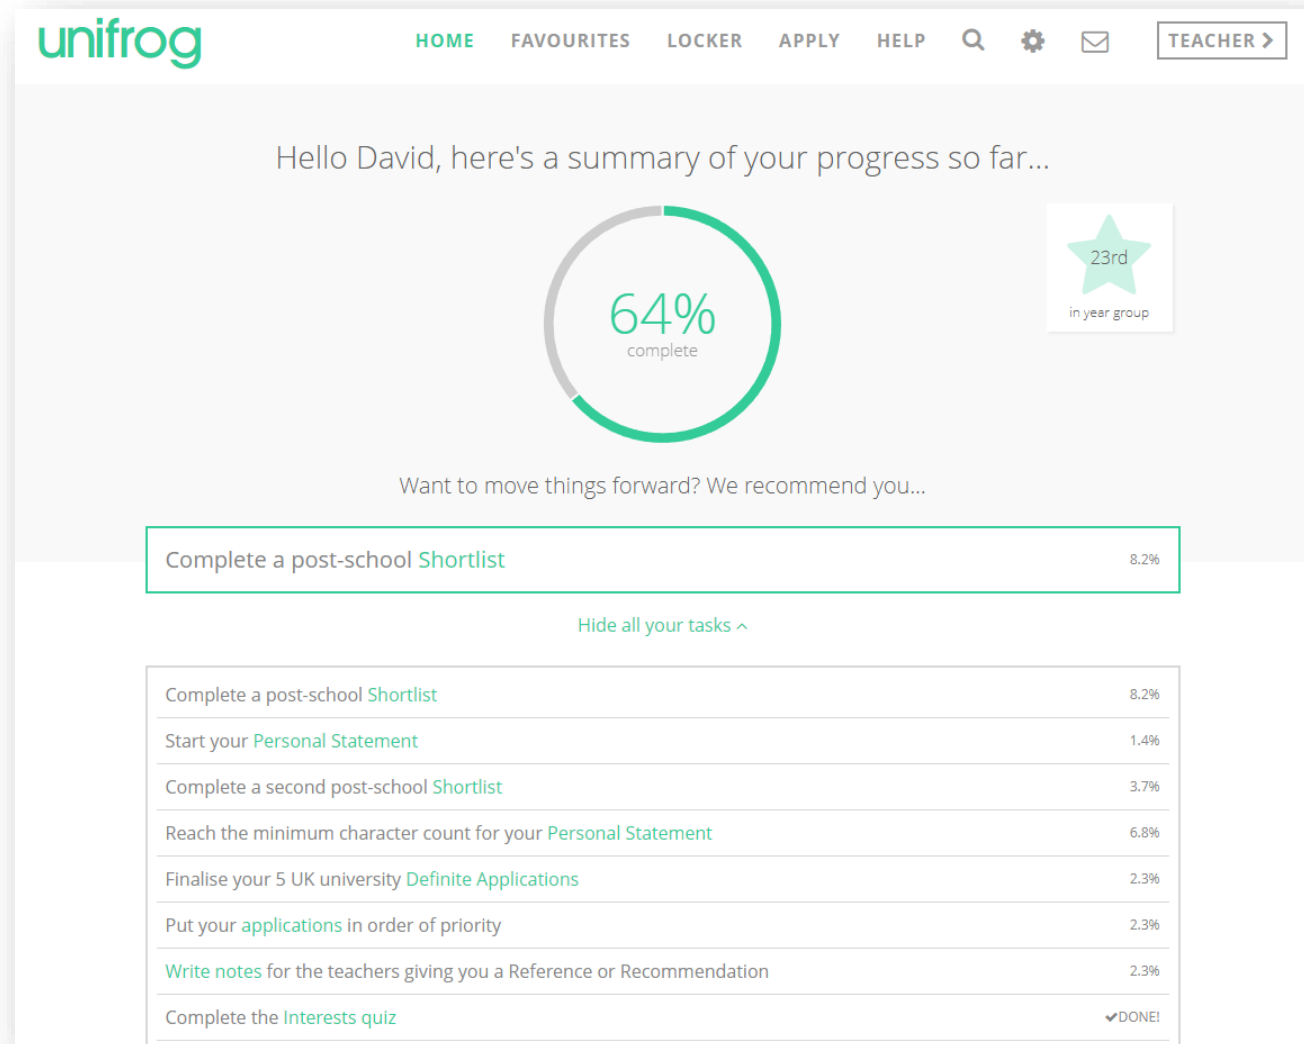 unifrog
HOME FAVOURITES LOCKER APPLY HELP TEACHER
Hello David, here's a summary of your progress so far...
64%
complete
23rd
in year group
Want to move things forward? We recommend you...
Complete a post-school Shortlist 8.2%
Hide all your tasks
Complete a post-school Shortlist 8.2%
Start your Personal Statement 1.4%
Complete a second post-school Shortlist 3.7%
Reach the minimum character count for your Personal Statement 6.8%
Finalise your 5 UK university Definite Applications 2.3%
Put your applications in order of priority 2.3%
Write notes for the teachers giving you a Reference or Recommendation 2.3%
Complete the Interests quiz ✔DONE!